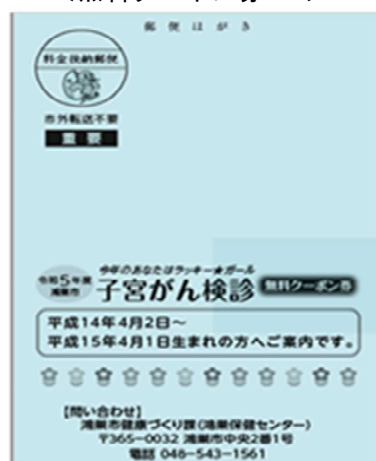 郵便はがき
料金後納郵便
市外転送不要
重要
令和5年度
鴻巣市
今年のあなたはラッキー★ガール
子宮がん検診
無料クーポン券
平成14年4月2日~
平成15年4月1日生まれの方へご案内です。
【問い合わせ】
鴻巣市健康づくり課(鴻巣保健センター)
〒365-0032 鴻巣市中央2番1号
電話 048-543-1561